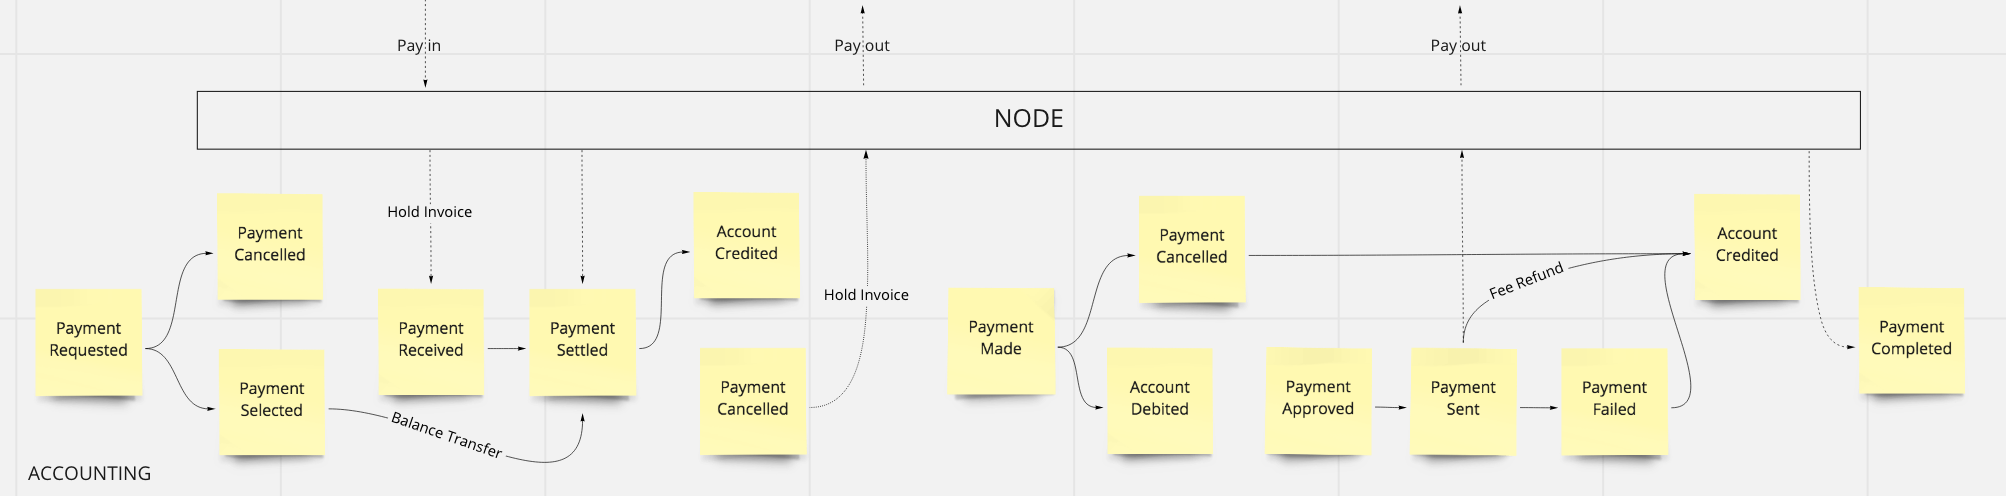 Pay in
Pay out
Pay out
NODE
Hold Invoice
Payment
Cancelled
Account
Credited
Payment
Cancelled
Account
Credited
Fee Refund
Hold Invoice
Payment
Requested
Payment
Received
Payment
Settled
Payment
Made
Payment
Completed
Payment
Selected
Payment
Cancelled
Account
Debited
Payment
Approved
Payment
Sent
Payment
Failed
Balance Transfer
ACCOUNTING